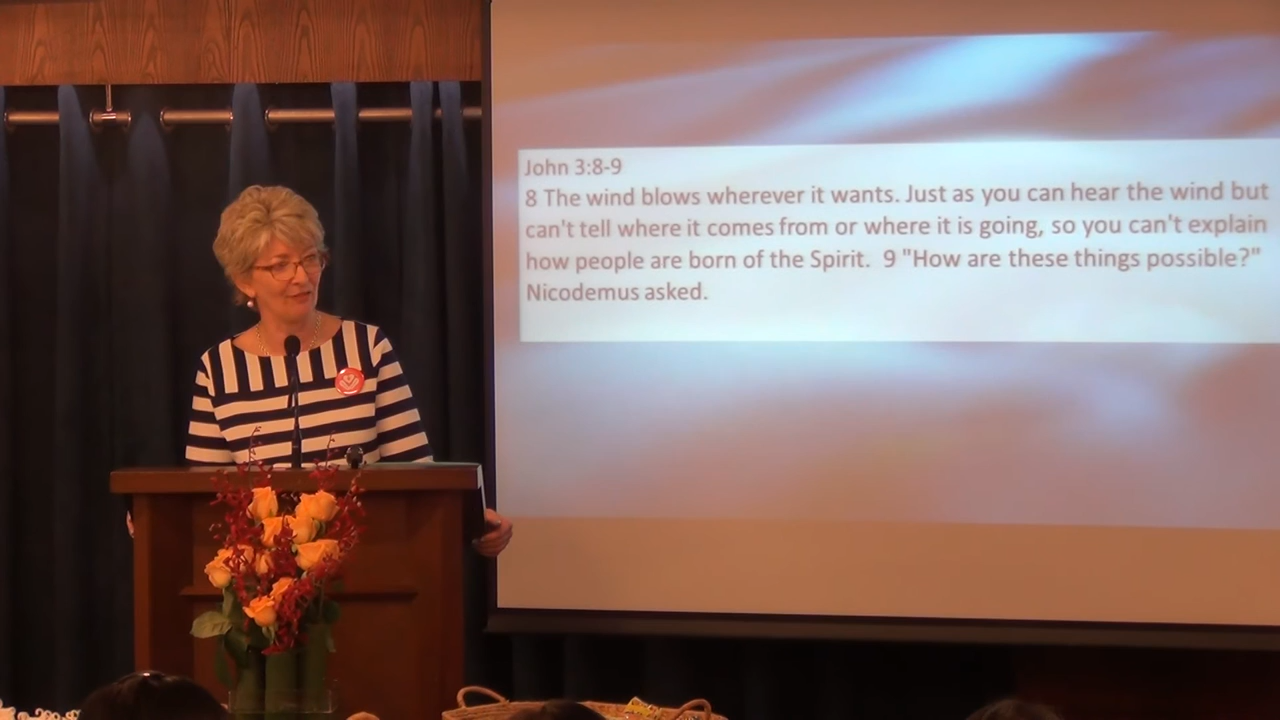 John 3:8-9
8 The wind blows wherever it wants. Just as you can hear the wind but
can't tell where it comes from or where it is going, so you can't explain
how people are born of the Spirit.  9 "How are these things possible?"
Nicodemus asked.